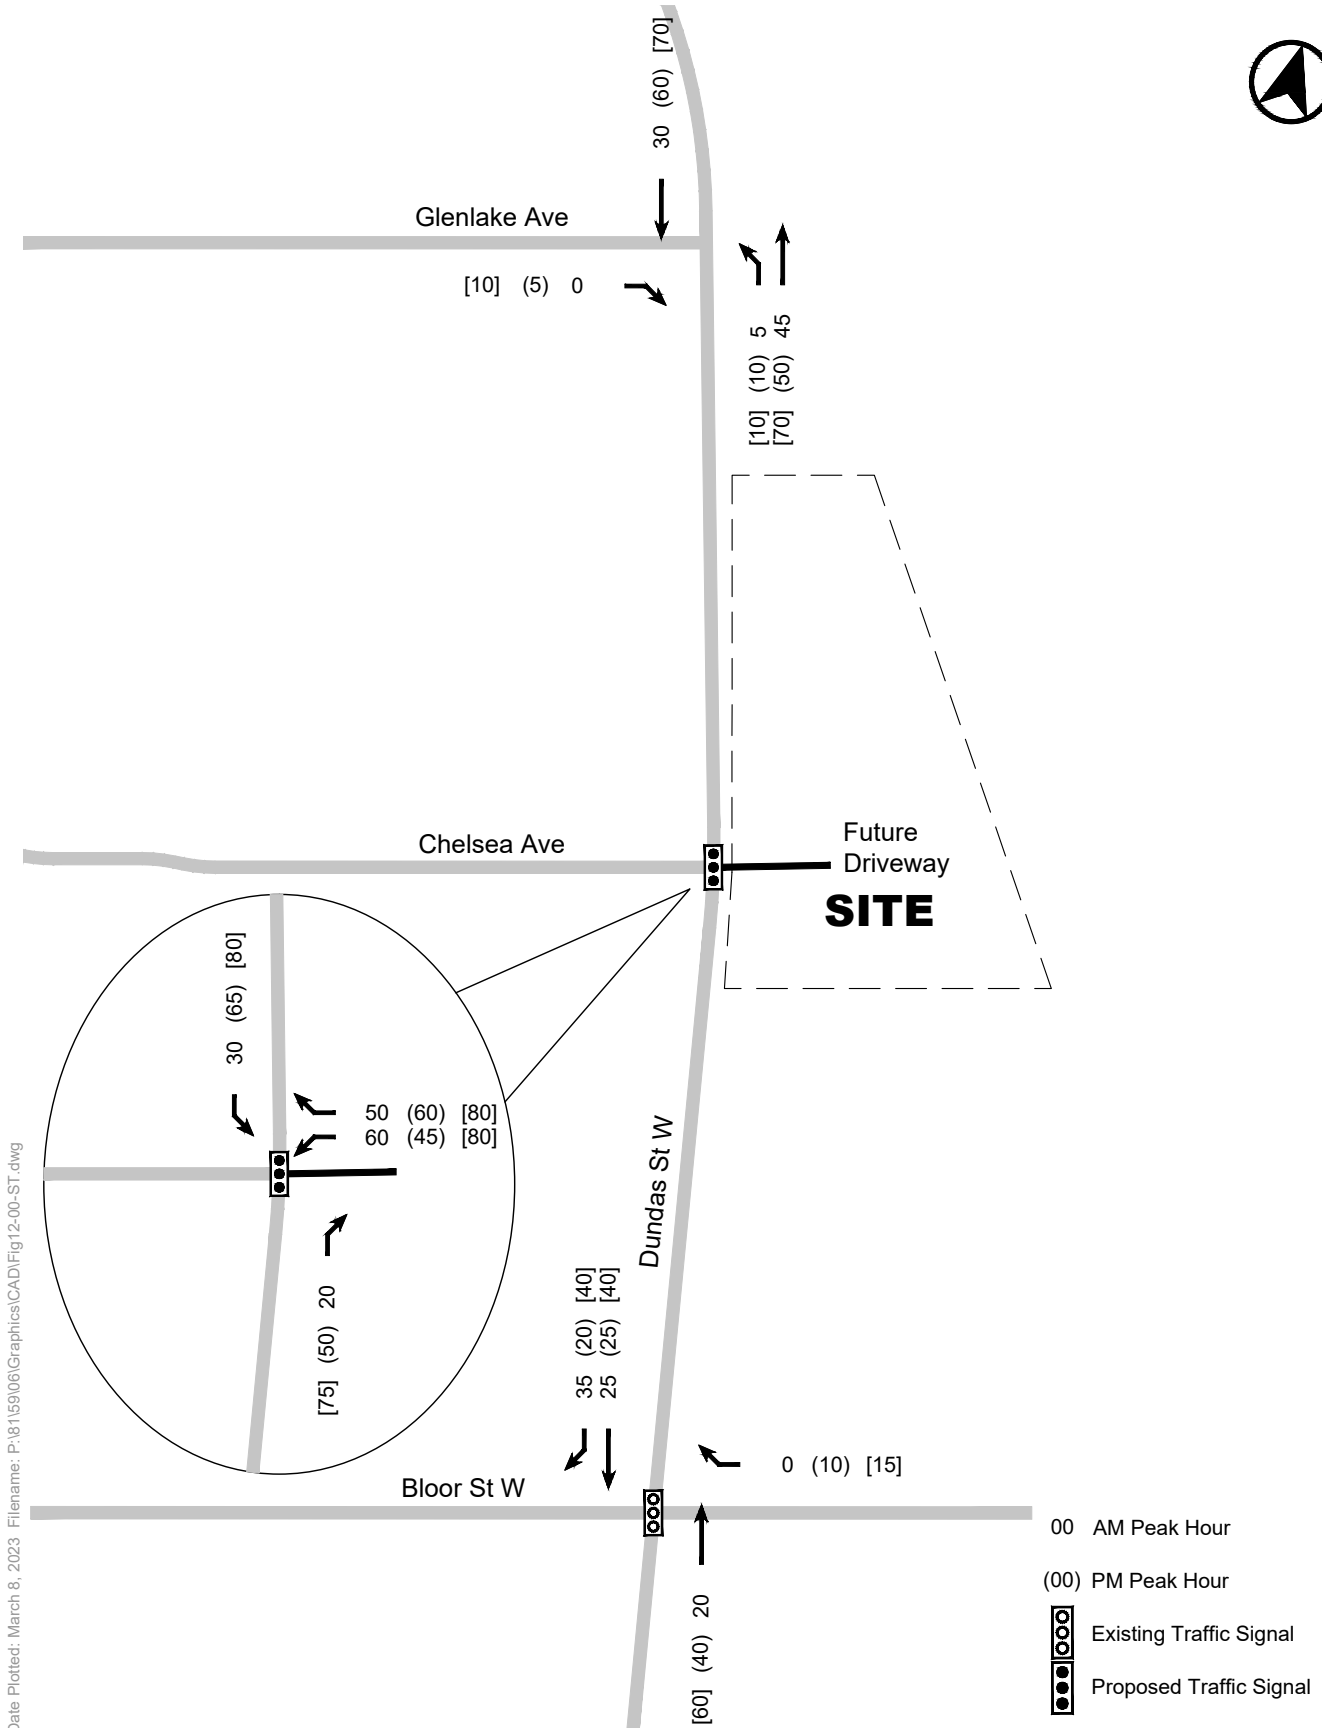 30 (60) [70]
Glenlake Ave
[10] (5) 0
[10] (10) 5
[70] (50) 45
Future
Driveway
SITE
Chelsea Ave
30 (65) [80]
50 (60) [80]
60 (45) [80]
[75] (50) 20
Dundas St W
35 (20) [40]
25 (25) [40]
0 (10) [15]
Bloor St W
[60] (40) 20
00 AM Peak Hour
(00) PM Peak Hour
Existing Traffic Signal
Proposed Traffic Signal
Date Plotted: March 8, 2023 Filename: P:\81\59\06\Graphics\CAD\Fig12-00-ST.dwg